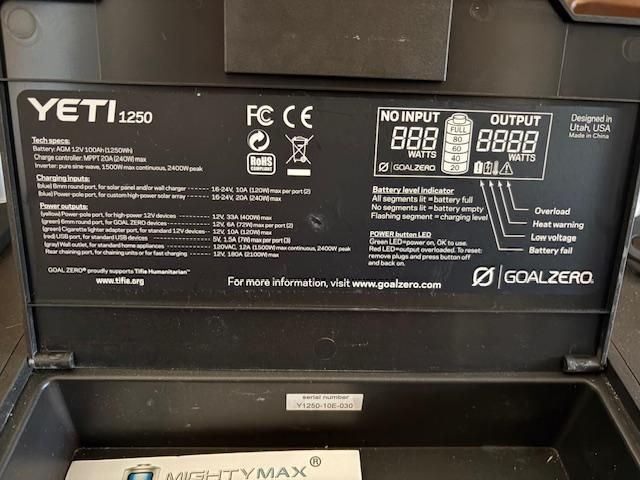 YETI 1250
Tech specs:
Battery: AGM 12V 100Ah (1250Wh)
Charge controller: MPPT 20A (240W) max
Inverter: pure sine-wave, 1500W max continuous, 2400W peak
Charging inputs:
(blue) 8mm round port, for solar panel and/or wall charger 16-24V, 10A (120W) max per port (2)
(blue) Power-pole port, for custom high-power solar array 16-24V, 20A (240W) max
Power outputs:
(yellow) Power-pole port, for high-power 12V devices 12V, 33A (400W) max
(green) 6mm round port, for GOAL ZERO devices 12V, 6A (72W) max per port (2)
(green) Cigarette lighter adapter port, for standard 12V devices 12V, 10A (120W) max
(red) USB port, for standard USB devices 5V, 1.5A (7W) max per port (3)
(gray) Wall outlet, for standard home appliances 120VAC, 12A (1500W) max continuous, 2400W peak
Rear chaining port, for chaining units or for fast charging 12V, 180A (2100W) max
GOAL ZERO® proudly supports Tifie Humanitarian™
www.tifie.org
FC CE
RoHS
COMPLIANT
NO INPUT OUTPUT
888 WATTS
FULL
80
60
40
20
8888 WATTS
GOALZERO
Designed in
Utah, USA
Made in China
Battery level indicator
All segments lit = battery full
No segments lit = battery empty
Flashing segment = charging level
Overload
Heat warning
Low voltage
Battery fail
POWER button LED
Green LED=power on, OK to use.
Red LED=output overloaded. To reset:
remove plugs and press button off
and back on.
For more information, visit www.goalzero.com
GOALZERO®
serial number
Y1250-10E-030
MIGHTYMAX®